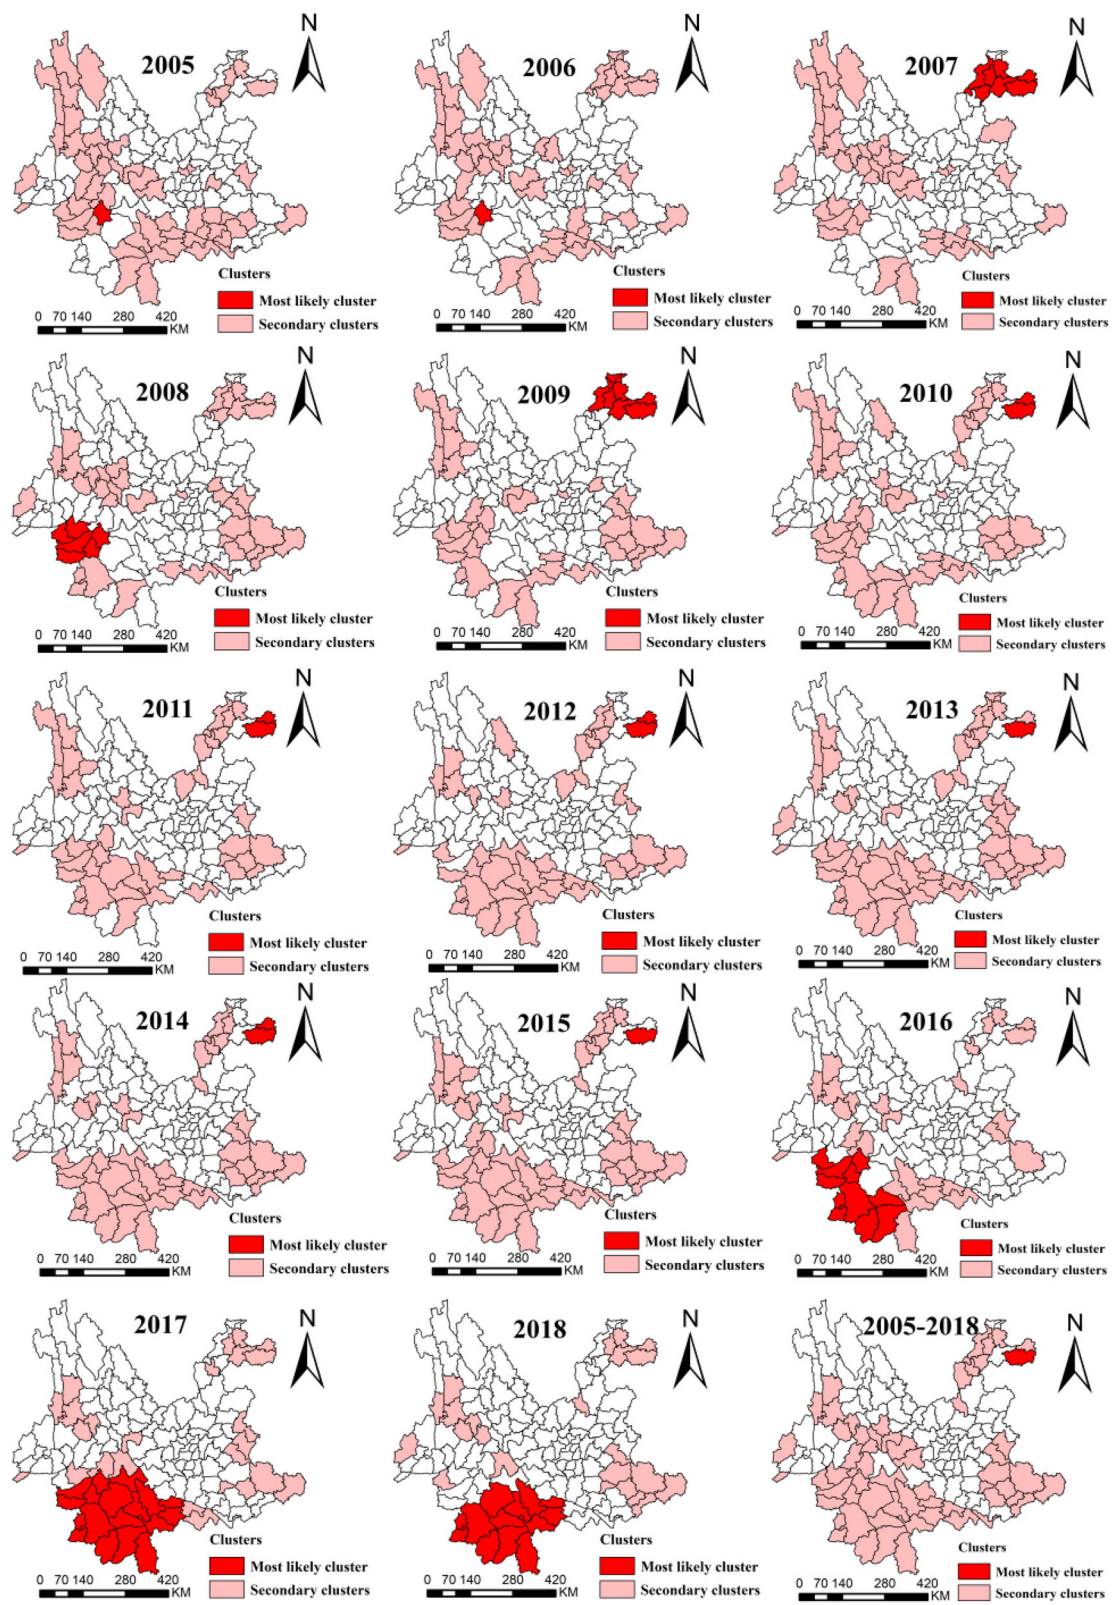 N
2005
Clusters
Most likely cluster
Secondary clusters
0 70 140 280 420
KM
N
2006
Clusters
Most likely cluster
Secondary clusters
0 70 140 280 420
KM
N
2007
Clusters
Most likely cluster
Secondary clusters
0 70 140 280 420
KM
N
2008
Clusters
Most likely cluster
Secondary clusters
0 70 140 280 420
KM
N
2009
Clusters
Most likely cluster
Secondary clusters
0 70 140 280 420
KM
N
2010
Clusters
Most likely cluster
Secondary clusters
0 70 140 280 420
KM
N
2011
Clusters
Most likely cluster
Secondary clusters
0 70 140 280 420
KM
N
2012
Clusters
Most likely cluster
Secondary clusters
0 70 140 280 420
KM
N
2013
Clusters
Most likely cluster
Secondary clusters
0 70 140 280 420
KM
N
2014
Clusters
Most likely cluster
Secondary clusters
0 70 140 280 420
KM
N
2015
Clusters
Most likely cluster
Secondary clusters
0 70 140 280 420
KM
N
2016
Clusters
Most likely cluster
Secondary clusters
0 70 140 280 420
KM
N
2017
Clusters
Most likely cluster
Secondary clusters
0 70 140 280 420
KM
N
2018
Clusters
Most likely cluster
Secondary clusters
0 70 140 280 420
KM
N
2005-2018
Clusters
Most likely cluster
Secondary clusters
0 70 140 280 420
KM